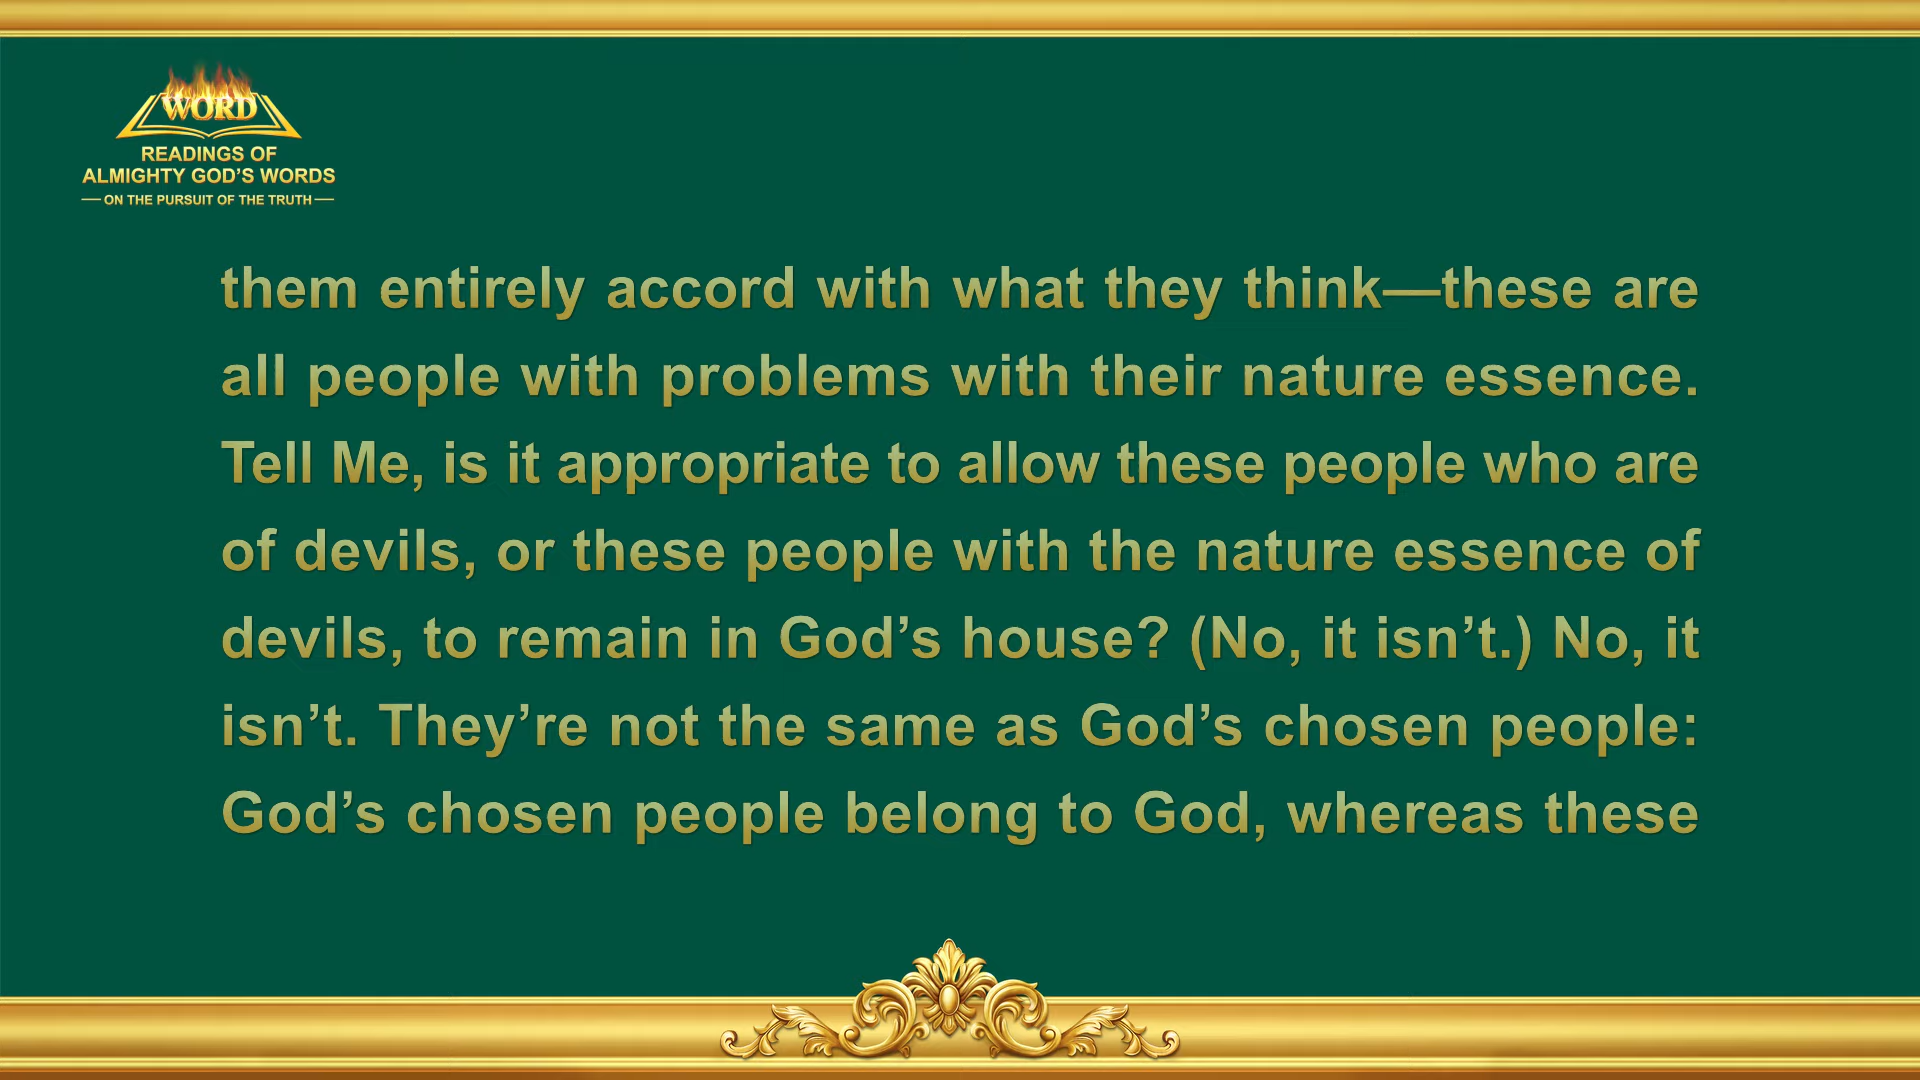 WORD
READINGS OF
ALMIGHTY GOD’S WORDS
— ON THE PURSUIT OF THE TRUTH —
them entirely accord with what they think—these are
all people with problems with their nature essence.
Tell Me, is it appropriate to allow these people who are
of devils, or these people with the nature essence of
devils, to remain in God’s house? (No, it isn’t.) No, it
isn’t. They’re not the same as God’s chosen people:
God’s chosen people belong to God, whereas these